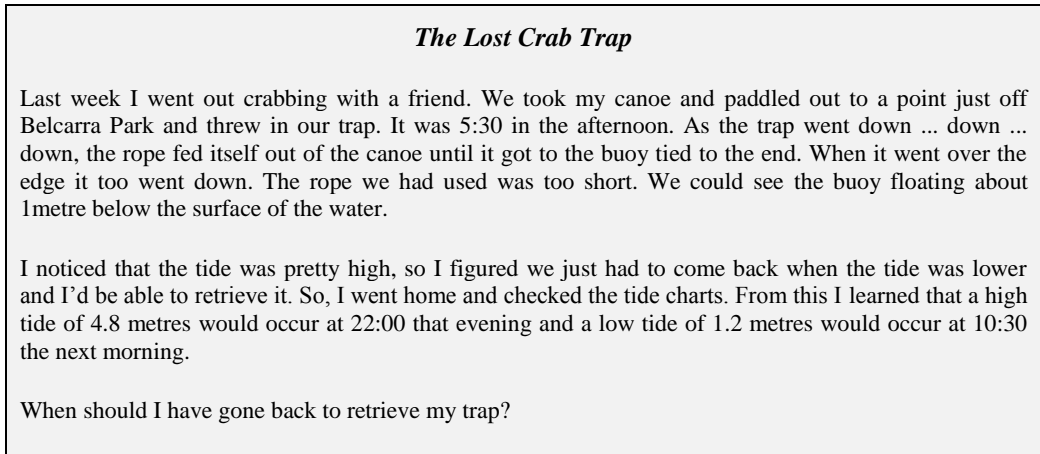 The Lost Crab Trap
Last week I went out crabbing with a friend. We took my canoe and paddled out to a point just off
Belcarra Park and threw in our trap. It was 5:30 in the afternoon. As the trap went down ... down ...
down, the rope fed itself out of the canoe until it got to the buoy tied to the end. When it went over the
edge it too went down. The rope we had used was too short. We could see the buoy floating about
1metre below the surface of the water.
I noticed that the tide was pretty high, so I figured we just had to come back when the tide was lower
and I'd be able to retrieve it. So, I went home and checked the tide charts. From this I learned that a high
tide of 4.8 metres would occur at 22:00 that evening and a low tide of 1.2 metres would occur at 10:30
the next morning.
When should I have gone back to retrieve my trap?